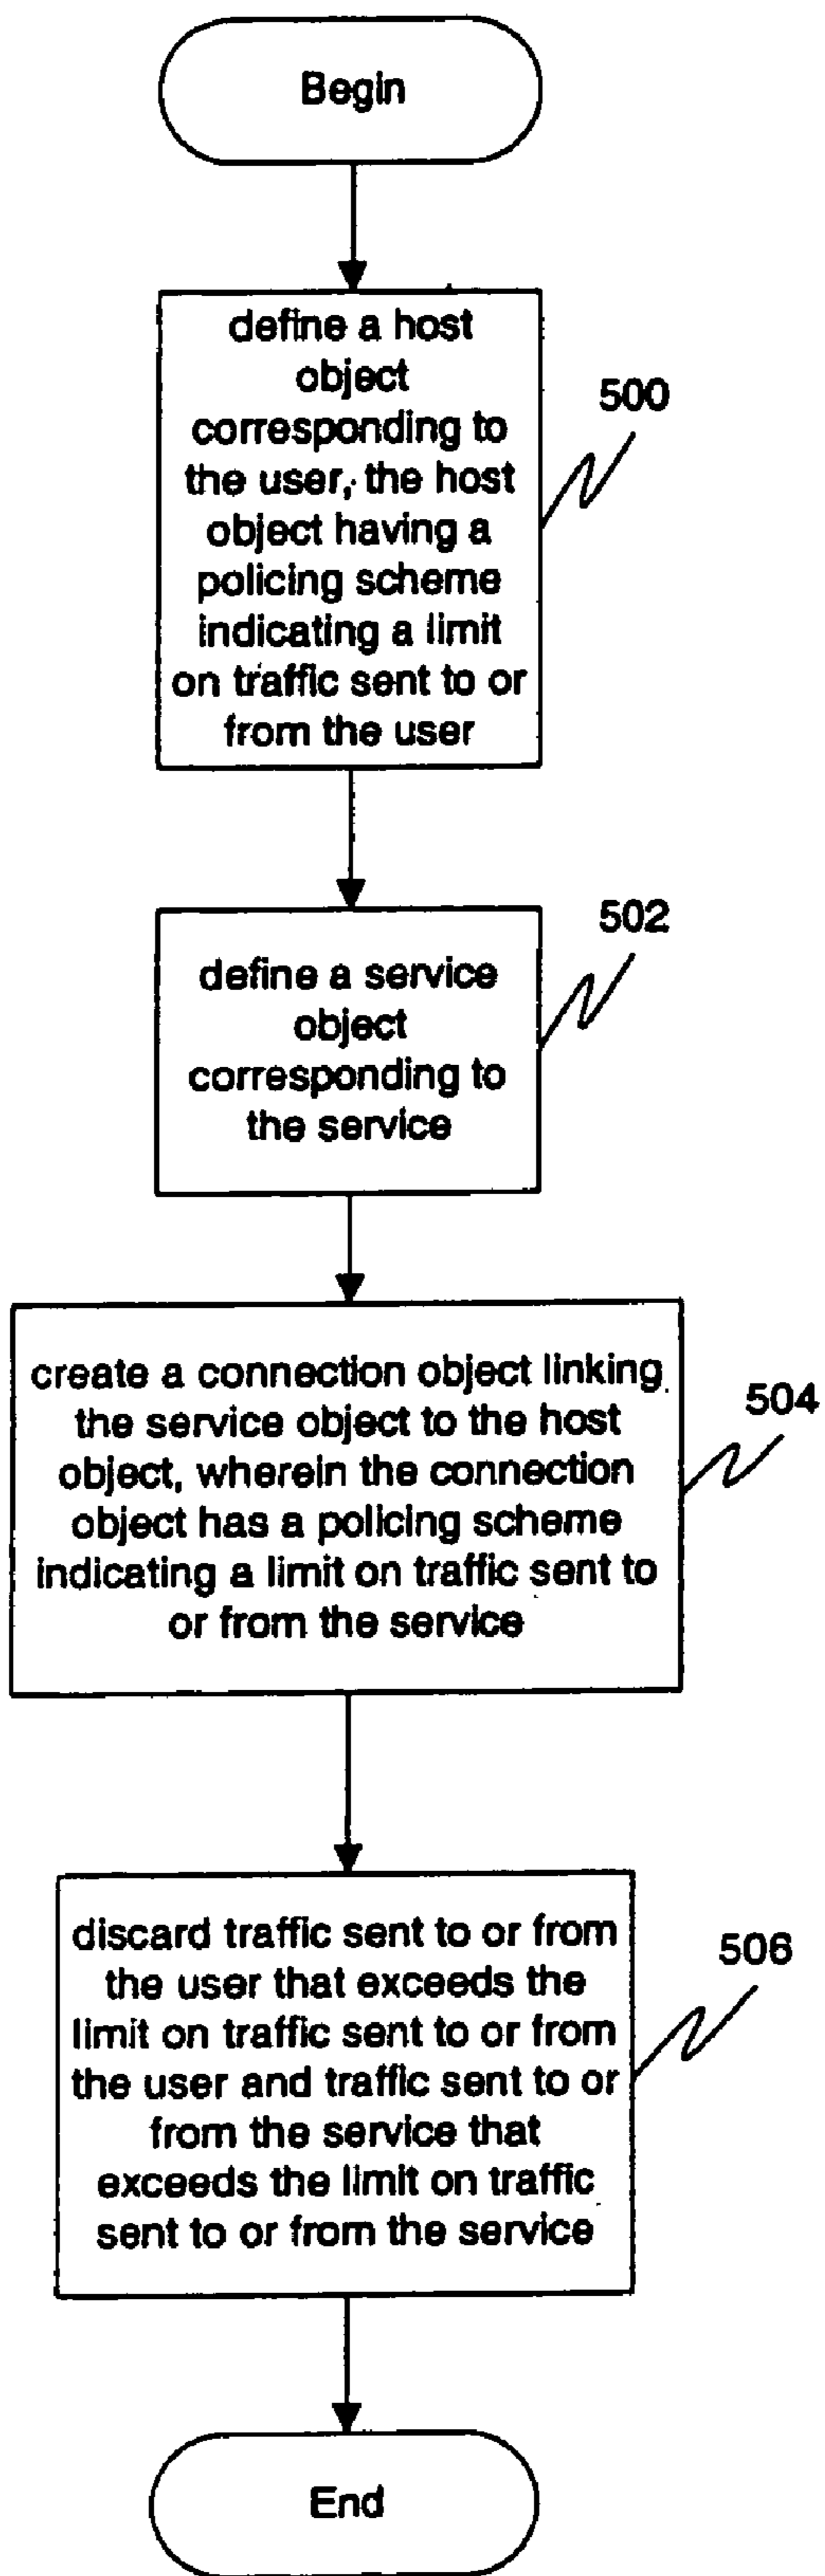 Begin
define a host
object
corresponding to
the user, the host
object having a
policing scheme
indicating a limit
on traffic sent to or
from the user
500
define a service
object
corresponding to
the service
502
create a connection object linking
the service object to the host
object, wherein the connection
object has a policing scheme
indicating a limit on traffic sent to
or from the service
504
discard traffic sent to or from
the user that exceeds the
limit on traffic sent to or from
the user and traffic sent to or
from the service that
exceeds the limit on traffic
sent to or from the service
506
End